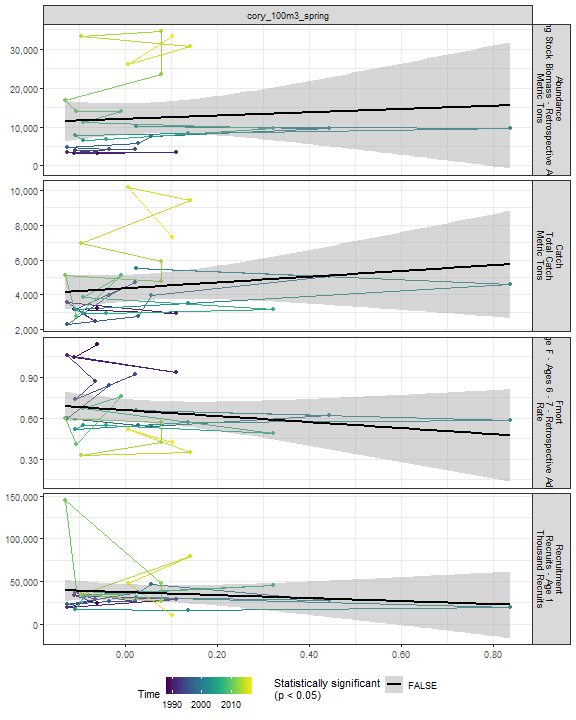 cory_100m3_spring
30,000
20,000
10,000
0
Abundance
Stock Biomass - Retrospective
Metric Tons
10,000
8,000
6,000
4,000
2,000
Catch
Total Catch
Metric Tons
0.90
0.60
0.30
Fmort
F - Ages 6 - 7 - Retrospective
Rate
150,000
100,000
50,000
0
Recruitment
Recruits - Age 1
Thousand Recruits
0.00 0.20 0.40 0.60 0.80
Time
1990 2000 2010
Statistically significant
(p < 0.05)
FALSE